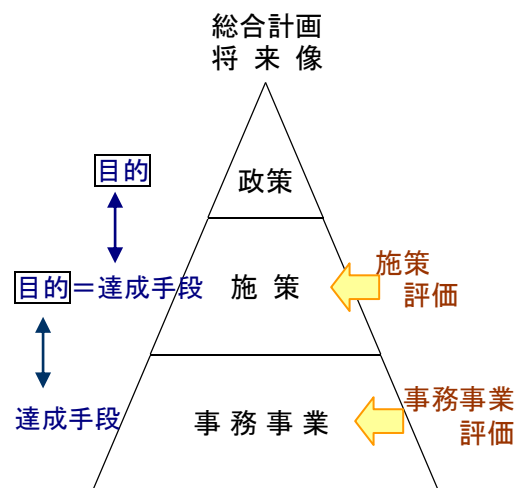 総合計画
将 来 像
目的
政策
目的＝達成手段
施 策
施策
評価
達成手段
事 務 事 業
事務事業
評価